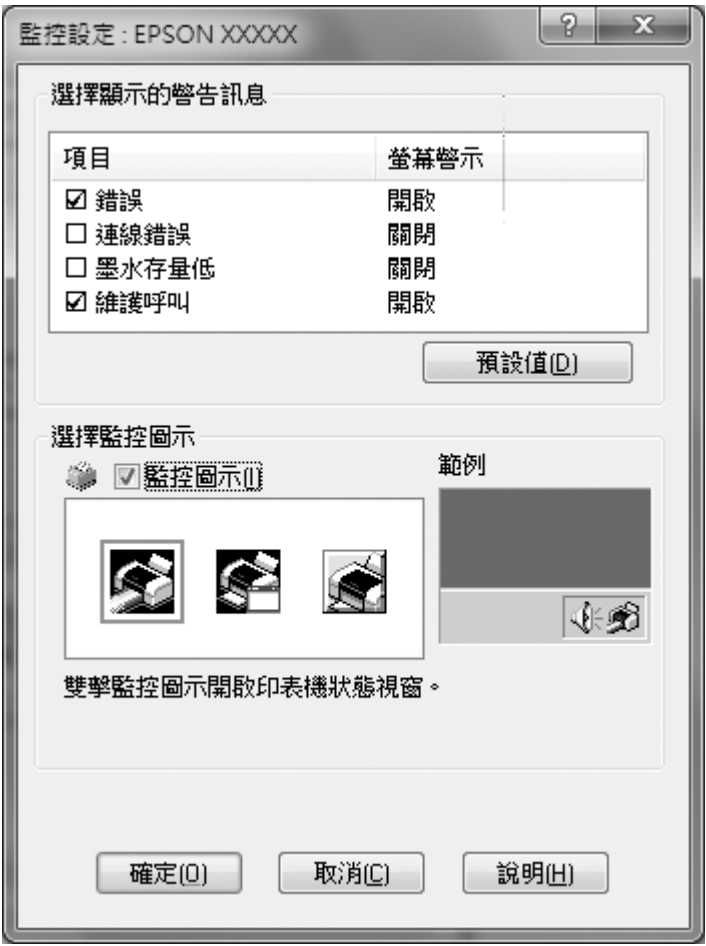 監控設定 : EPSON XXXXX
選擇顯示的警告訊息
項目 螢幕警示
錯誤 開啟
連線錯誤 關閉
墨水存量低 關閉
維護呼叫 開啟
預設值(D)
選擇監控圖示
監控圖示(I)
範例
雙擊監控圖示開啟印表機狀態視窗。
確定(O) 取消(C) 說明(H)